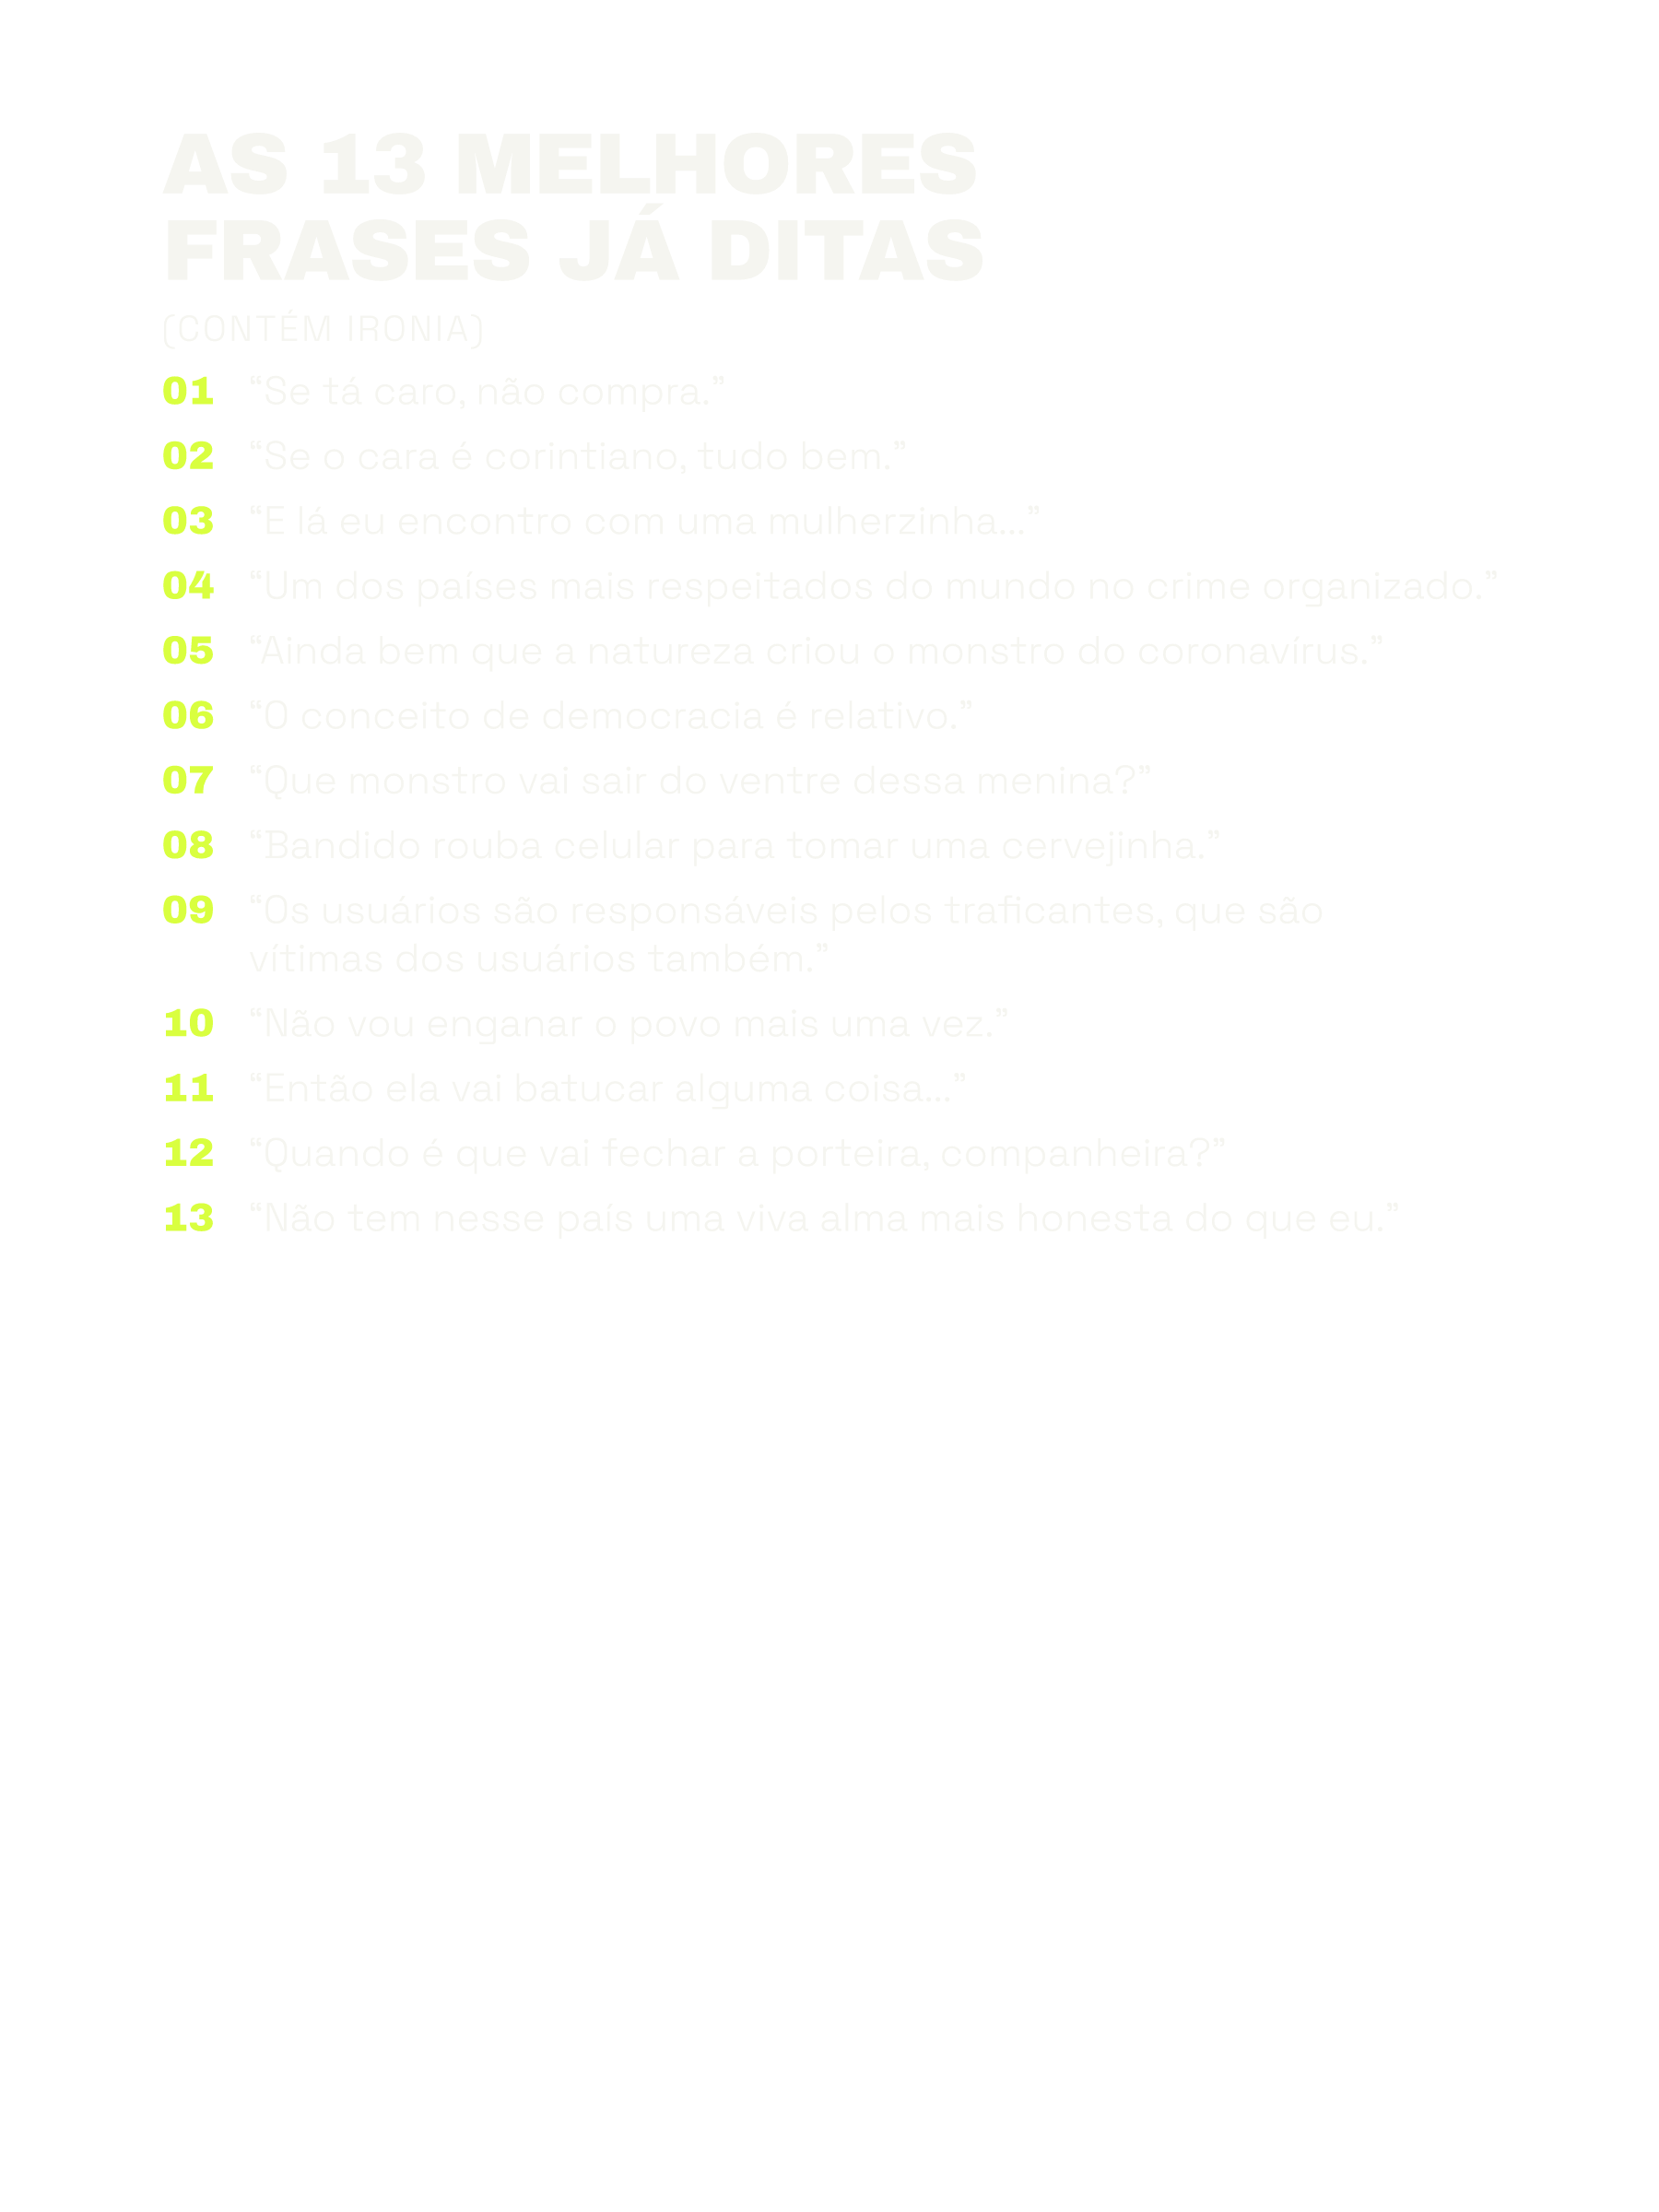 AS 13 MELHORES
FRASES JÁ DITAS
(CONTÉM IRONIA)
01 “Se tá caro, não compra.”
02 “Se o cara é corintiano, tudo bem.”
03 “E lá eu encontro com uma mulherzinha...”
04 “Um dos países mais respeitados do mundo no crime organizado.”
05 “Ainda bem que a natureza criou o monstro do coronavírus.”
06 “O conceito de democracia é relativo.”
07 “Que monstro vai sair do ventre dessa menina?”
08 “Bandido rouba celular para tomar uma cervejinha.”
09 “Os usuários são responsáveis pelos traficantes, que são
vítimas dos usuários também.”
10 “Não vou enganar o povo mais uma vez.”
11 “Então ela vai batucar alguma coisa...”
12 “Quando é que vai fechar a porteira, companheira?”
13 “Não tem nesse país uma viva alma mais honesta do que eu.”